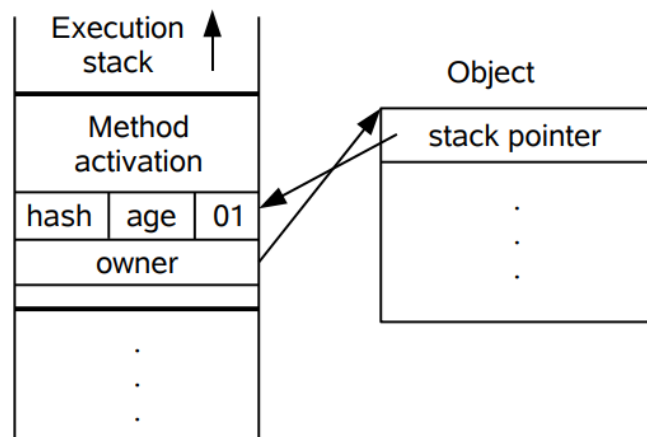 Execution
stack
Object
Method
activation
stack pointer
hash age 01
owner